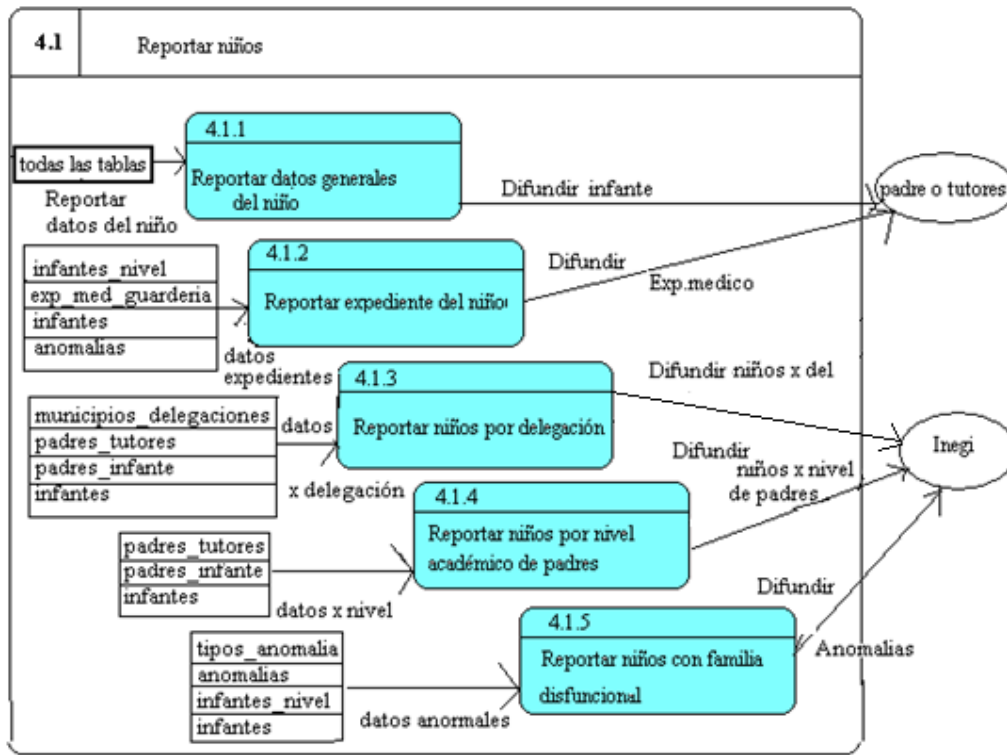 4.1
Reportar niños
4.1.1
todas las tablas
Reportar datos generales
del niño
Reportar
datos del niño
Difundir infante
padre o tutores
4.1.2
infantes_nivel
exp_med_guarderia
infantes
anomalias
Reportar expediente del niño
Difundir
Exp.medico
datos
expedientes
4.1.3
Difundir niños x del
municipios_delegaciones
padres_tutores
padres_infante
infantes
datos
x delegación
Reportar niños por delegación
Inegi
Difundir
niños x nivel
de padres
4.1.4
padres_tutores
padres_infante
infantes
datos x nivel
Reportar niños por nivel
académico de padres
Difundir
Anomalias
4.1.5
tipos_anomalia
anomalias
infantes_nivel
infantes
datos anormales
Reportar niños con familia
disfuncional